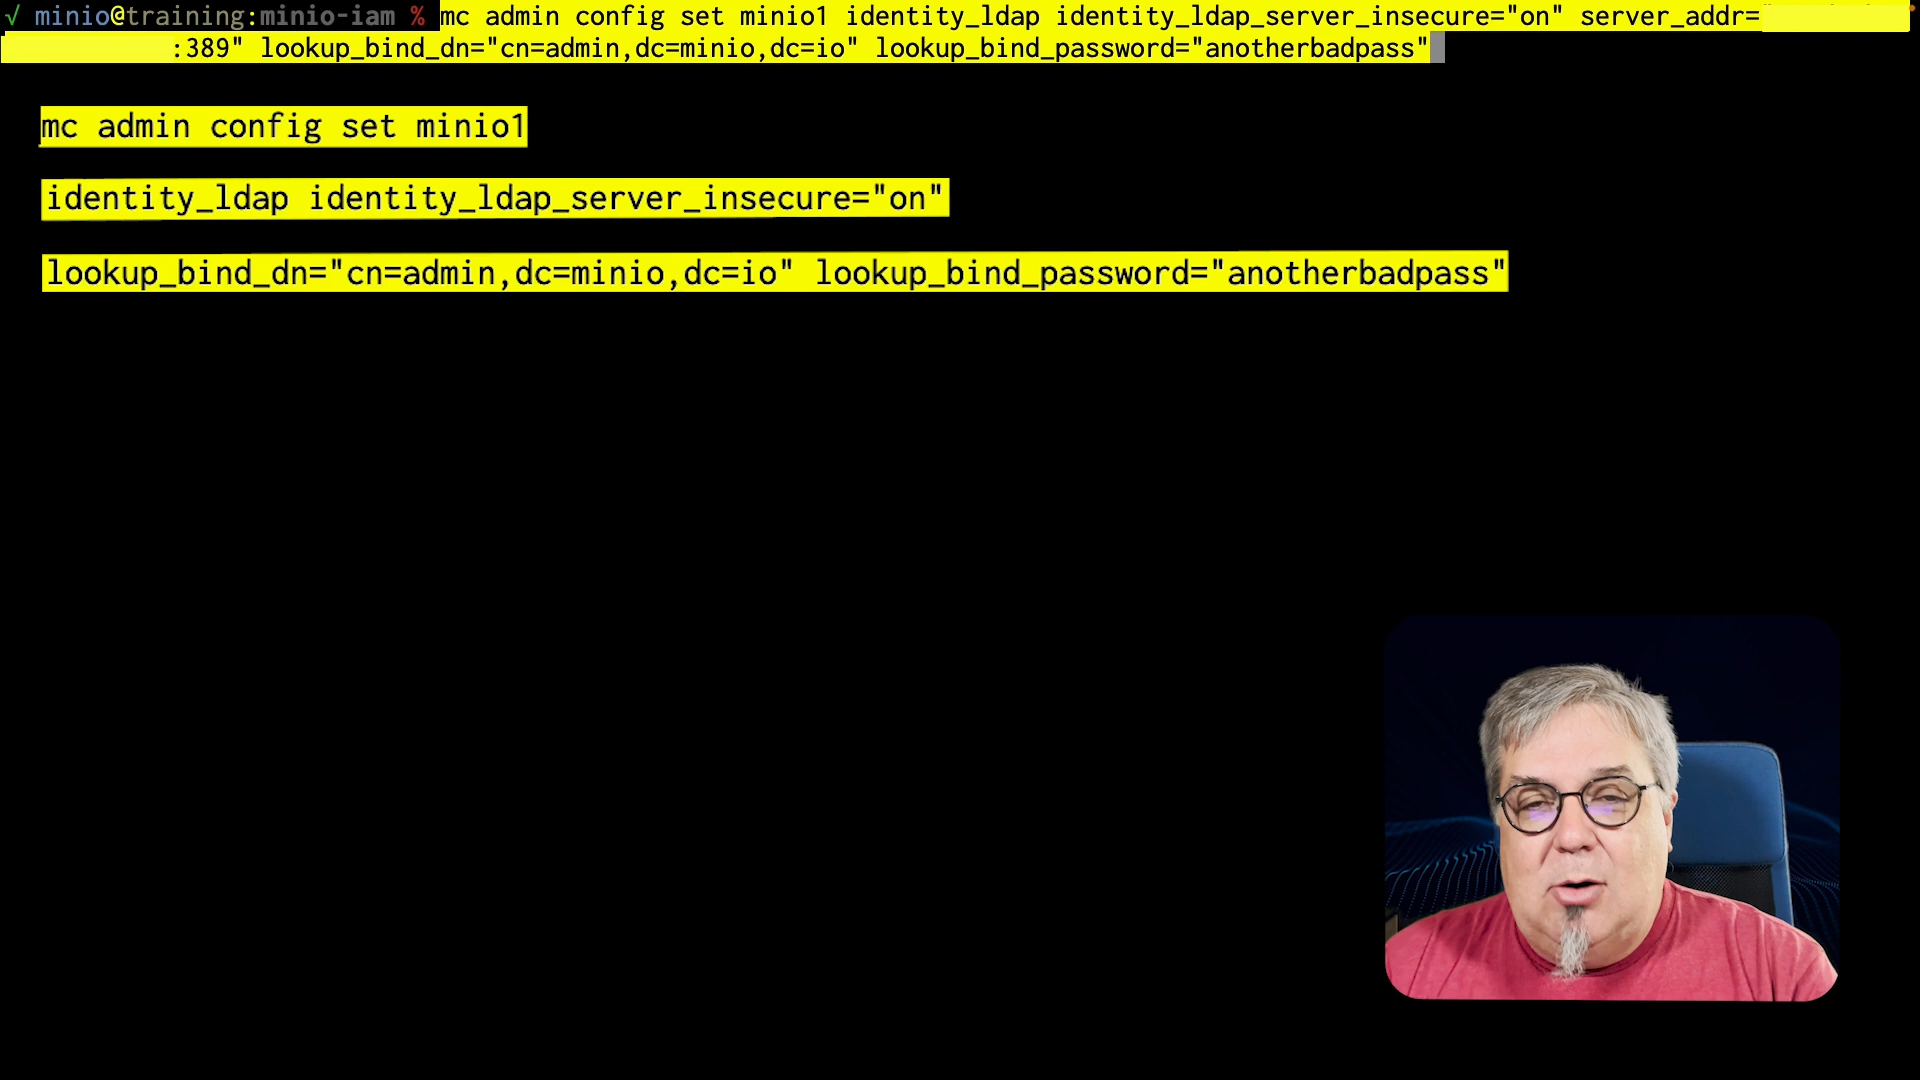 √ minio@training:minio-iam % mc admin config set minio1 identity_ldap identity_ldap_server_insecure="on" server_addr="
:389" lookup_bind_dn="cn=admin,dc=minio,dc=io" lookup_bind_password="anotherbadpass"
mc admin config set minio1
identity_ldap identity_ldap_server_insecure="on"
lookup_bind_dn="cn=admin,dc=minio,dc=io" lookup_bind_password="anotherbadpass"